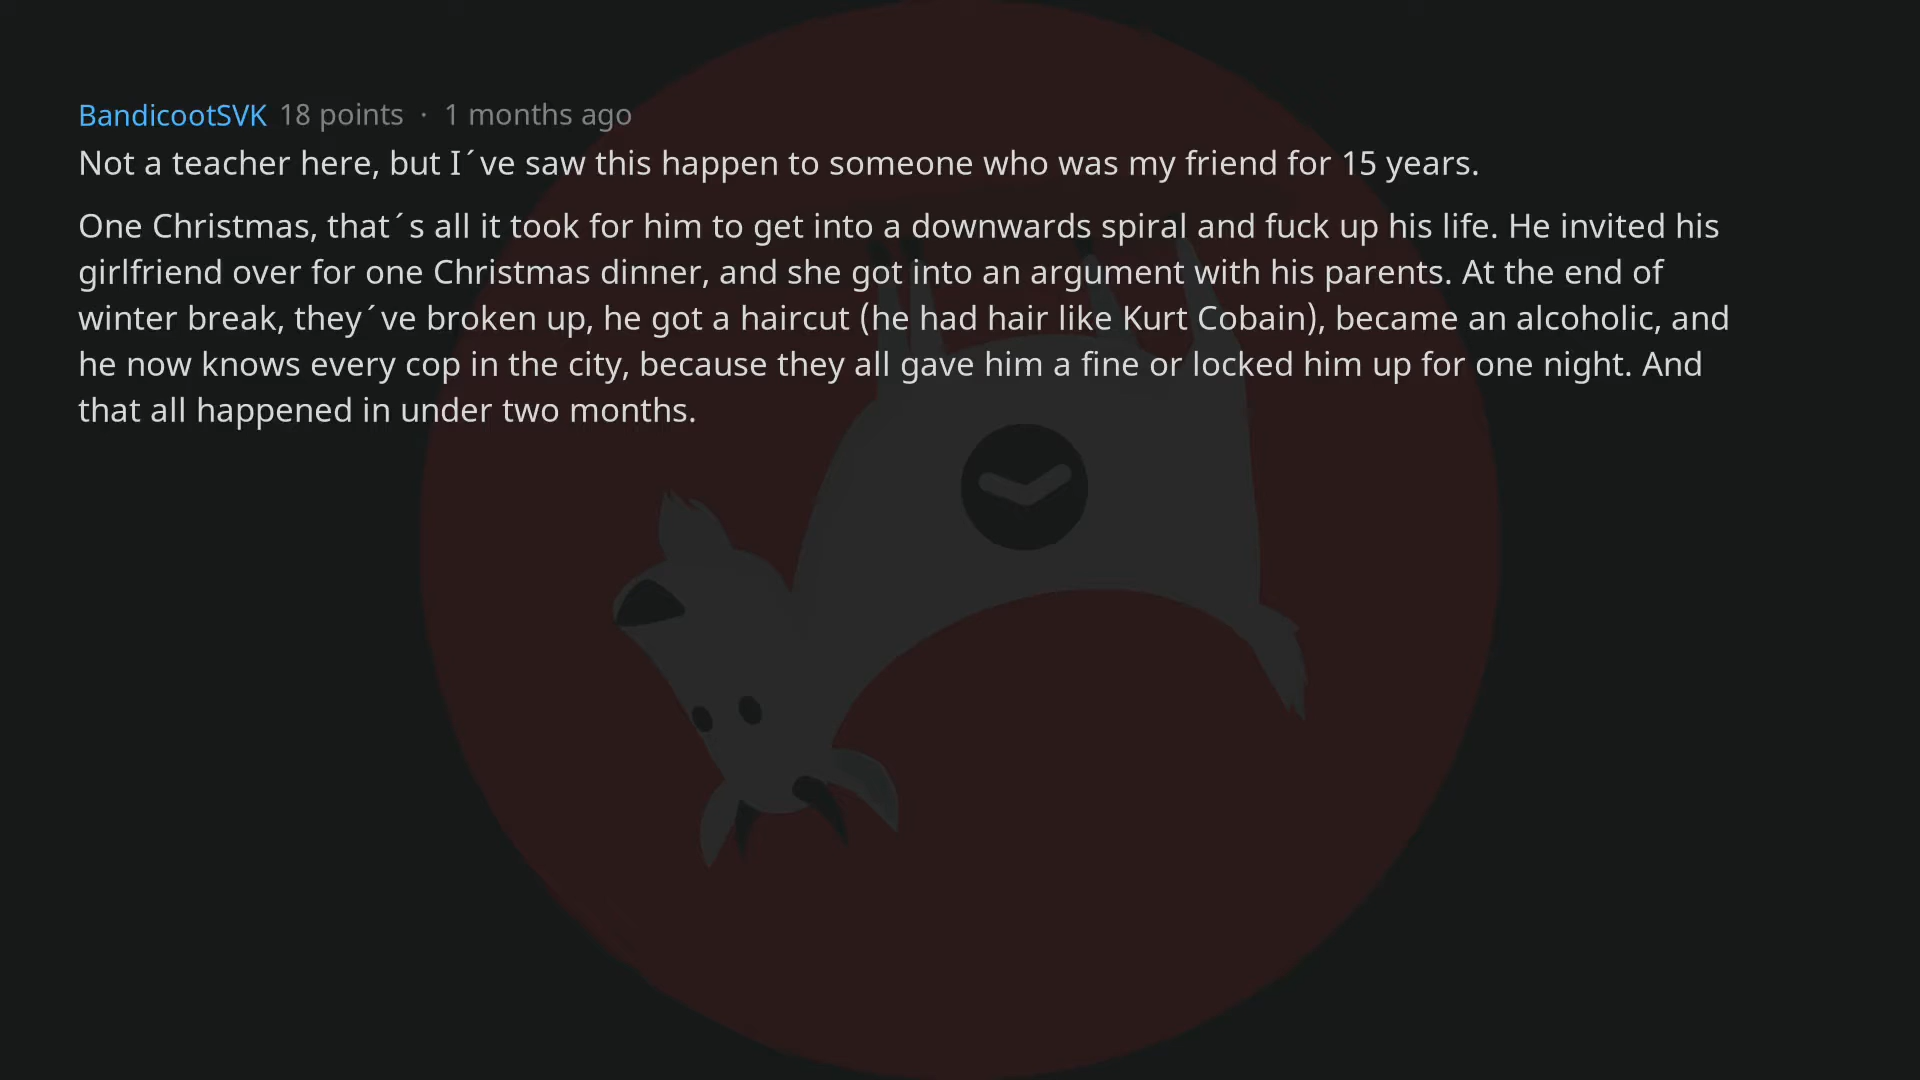 BandicootSVK 18 points · 1 months ago
Not a teacher here, but I´ve saw this happen to someone who was my friend for 15 years.
One Christmas, that´s all it took for him to get into a downwards spiral and fuck up his life. He invited his
girlfriend over for one Christmas dinner, and she got into an argument with his parents. At the end of
winter break, they´ve broken up, he got a haircut (he had hair like Kurt Cobain), became an alcoholic, and
he now knows every cop in the city, because they all gave him a fine or locked him up for one night. And
that all happened in under two months.